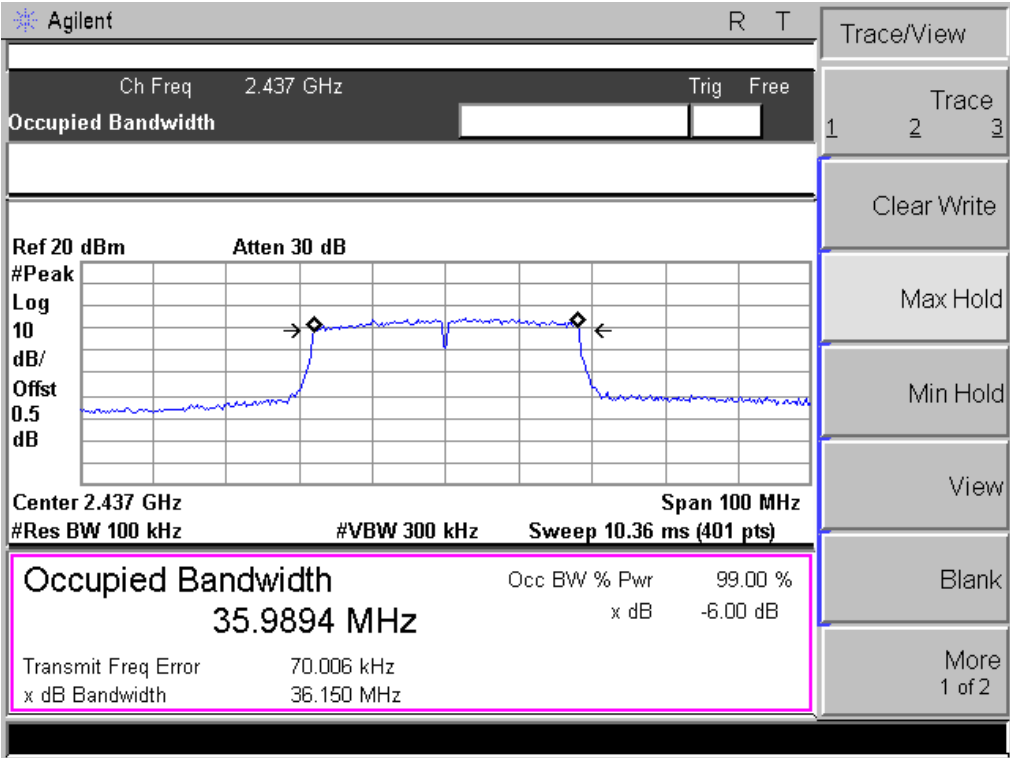 Agilent R T
Ch Freq 2.437 GHz Trig Free
Occupied Bandwidth
Ref 20 dBm Atten 30 dB
#Peak
Log
10
dB/
Offst
0.5
dB
Center 2.437 GHz Span 100 MHz
#Res BW 100 kHz #VBW 300 kHz Sweep 10.36 ms (401 pts)
Occupied Bandwidth Occ BW % Pwr 99.00 %
35.9894 MHz x dB -6.00 dB
Transmit Freq Error 70.006 kHz
x dB Bandwidth 36.150 MHz
Trace/View
Trace
1 2 3
Clear Write
Max Hold
Min Hold
View
Blank
More
1 of 2